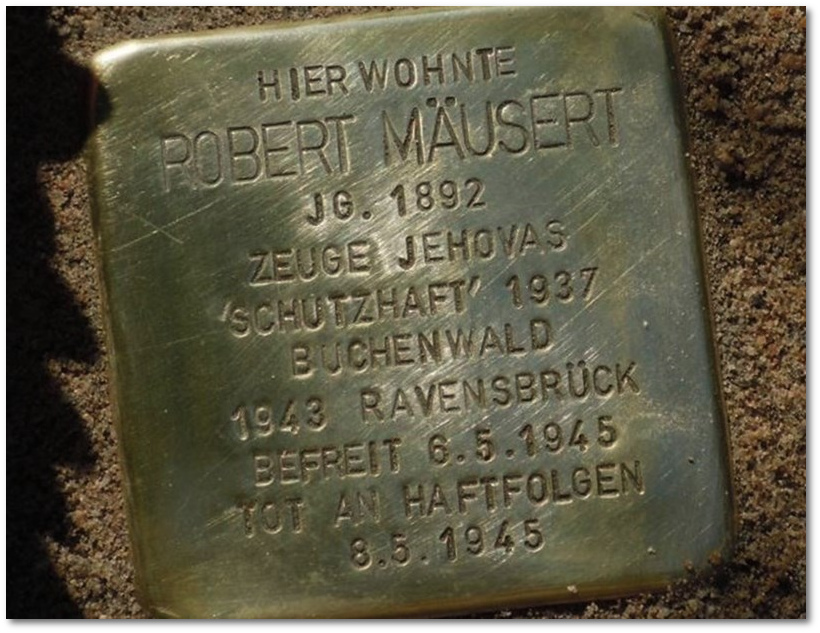 HIER WOHNTE
ROBERT MÄUSERT
JG. 1892
ZEUGE JEHOVAS
'SCHUTZHAFT' 1937
BUCHENWALD
1943 RAVENSBRÜCK
BEFREIT 6.5.1945
TOT AN HAFTFOLGEN
8.5.1945